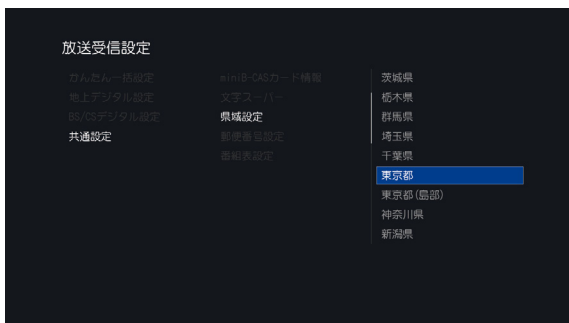 放送受信設定
かんたん一括設定
地上デジタル設定
BS/CSデジタル設定
共通設定
miniB-CASカード情報
文字スーパー
県域設定
郵便番号設定
番組表設定
茨城県
栃木県
群馬県
埼玉県
千葉県
東京都
東京都(島部)
神奈川県
新潟県